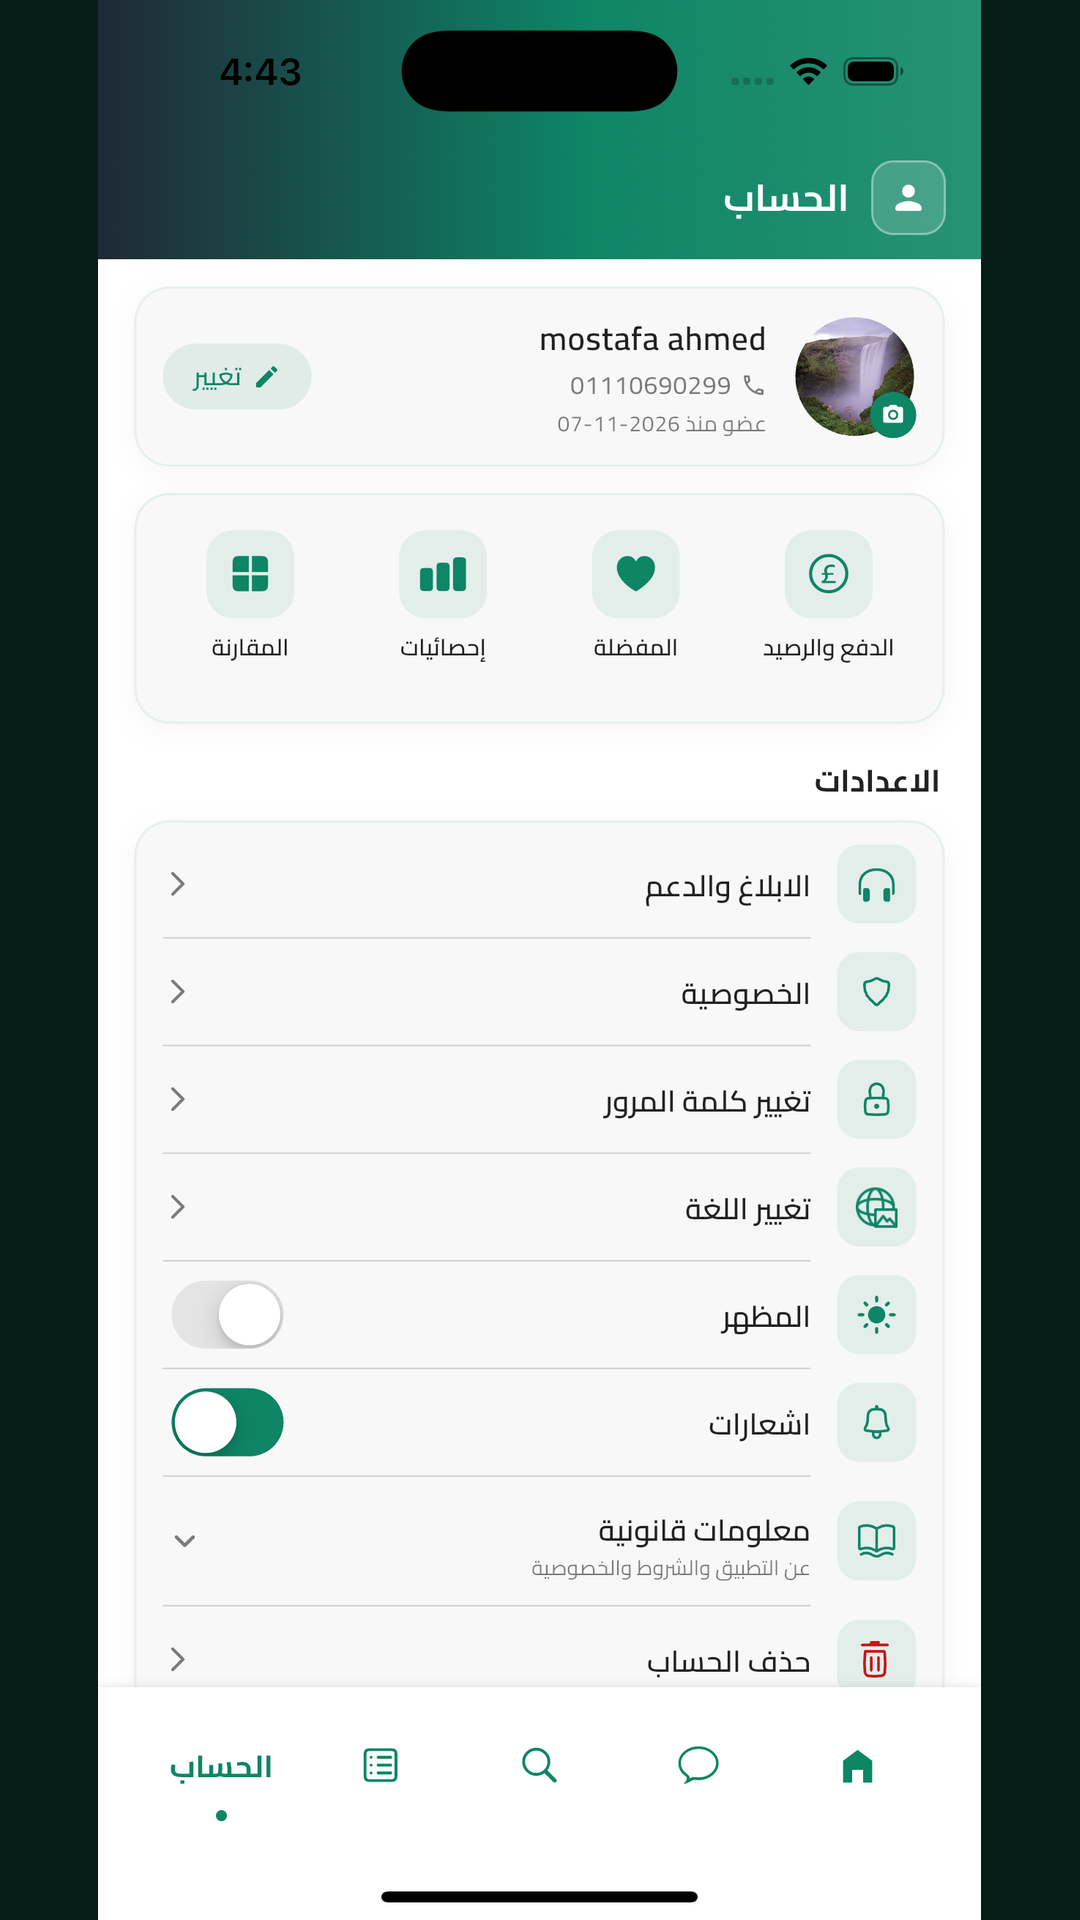 4:43
الحساب
mostafa ahmed
01110690299
عضو منذ 2026-11-07
تغيير
الدفع والرصيد
المفضلة
إحصائيات
المقارنة
الاعدادات
الابلاغ والدعم
الخصوصية
تغيير كلمة المرور
تغيير اللغة
المظهر
اشعارات
معلومات قانونية
عن التطبيق والشروط والخصوصية
حذف الحساب
الحساب